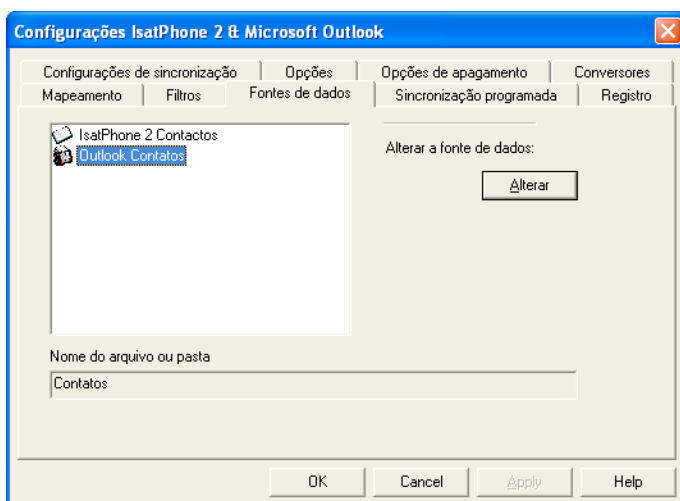 Configurações IsatPhone 2 & Microsoft Outlook
Configurações de sincronização
Opções
Opções de apagamento
Conversores
Mapeamento
Filtros
Fontes de dados
Sincronização programada
Registro
IsatPhone 2 Contactos
Outlook Contatos
Alterar a fonte de dados:
Alterar
Nome do arquivo ou pasta
Contatos
OK
Cancel
Apply
Help